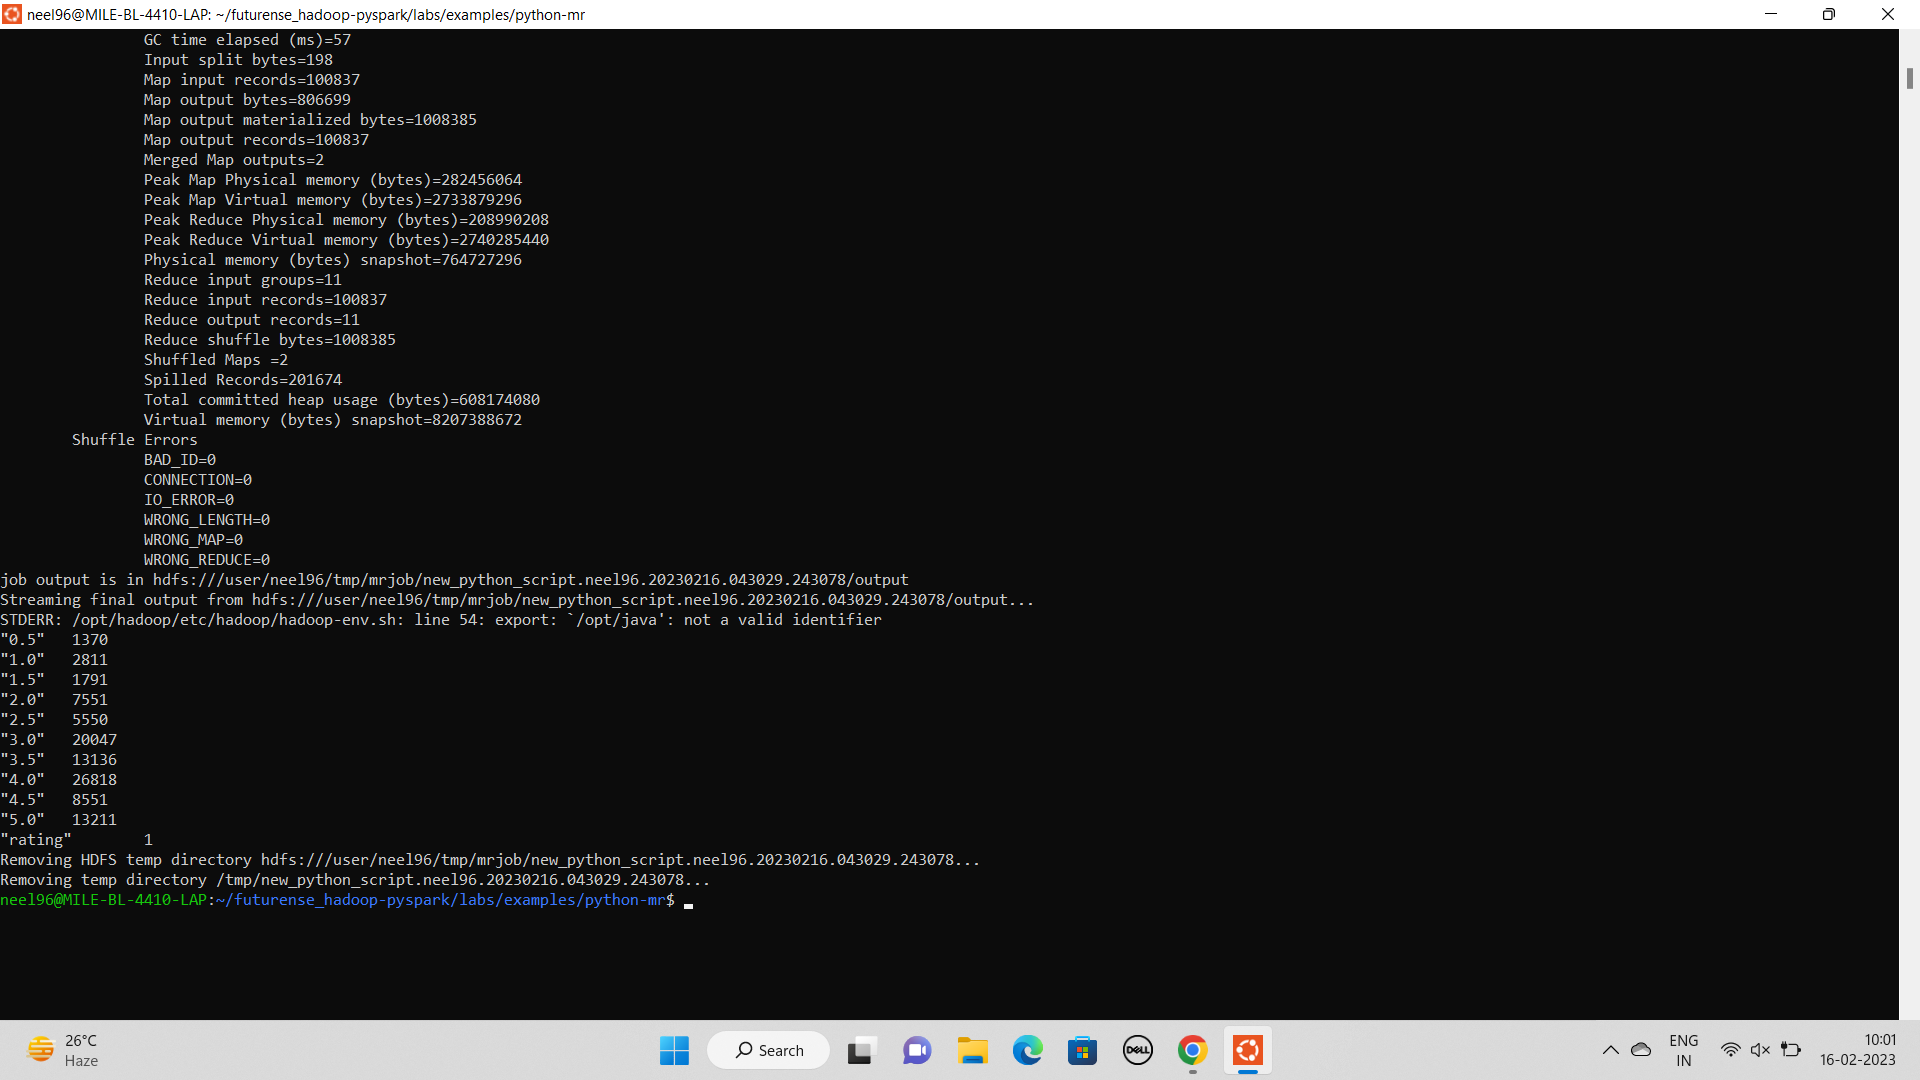 neel96@MILE-BL-4410-LAP: ~/futurense_hadoop-pyspark/labs/examples/python-mr
GC time elapsed (ms)=57
Input split bytes=198
Map input records=100837
Map output bytes=806699
Map output materialized bytes=1008385
Map output records=100837
Merged Map outputs=2
Peak Map Physical memory (bytes)=282456064
Peak Map Virtual memory (bytes)=2733879296
Peak Reduce Physical memory (bytes)=208990208
Peak Reduce Virtual memory (bytes)=2740285440
Physical memory (bytes) snapshot=764727296
Reduce input groups=11
Reduce input records=100837
Reduce output records=11
Reduce shuffle bytes=1008385
Shuffled Maps =2
Spilled Records=201674
Total committed heap usage (bytes)=608174080
Virtual memory (bytes) snapshot=8207388672
Shuffle Errors
BAD_ID=0
CONNECTION=0
IO_ERROR=0
WRONG_LENGTH=0
WRONG_MAP=0
WRONG_REDUCE=0
job output is in hdfs:///user/neel96/tmp/mrjob/new_python_script.neel96.20230216.043029.243078/output
Streaming final output from hdfs:///user/neel96/tmp/mrjob/new_python_script.neel96.20230216.043029.243078/output...
STDERR: /opt/hadoop/etc/hadoop/hadoop-env.sh: line 54: export: `/opt/java': not a valid identifier
"0.5"   1370
"1.0"   2811
"1.5"   1791
"2.0"   7551
"2.5"   5550
"3.0"   20047
"3.5"   13136
"4.0"   26818
"4.5"   8551
"5.0"   13211
"rating"        1
Removing HDFS temp directory hdfs:///user/neel96/tmp/mrjob/new_python_script.neel96.20230216.043029.243078...
Removing temp directory /tmp/new_python_script.neel96.20230216.043029.243078...
neel96@MILE-BL-4410-LAP:~/futurense_hadoop-pyspark/labs/examples/python-mr$
26°C
Haze
Search
DELL
ENG
IN
10:01
16-02-2023